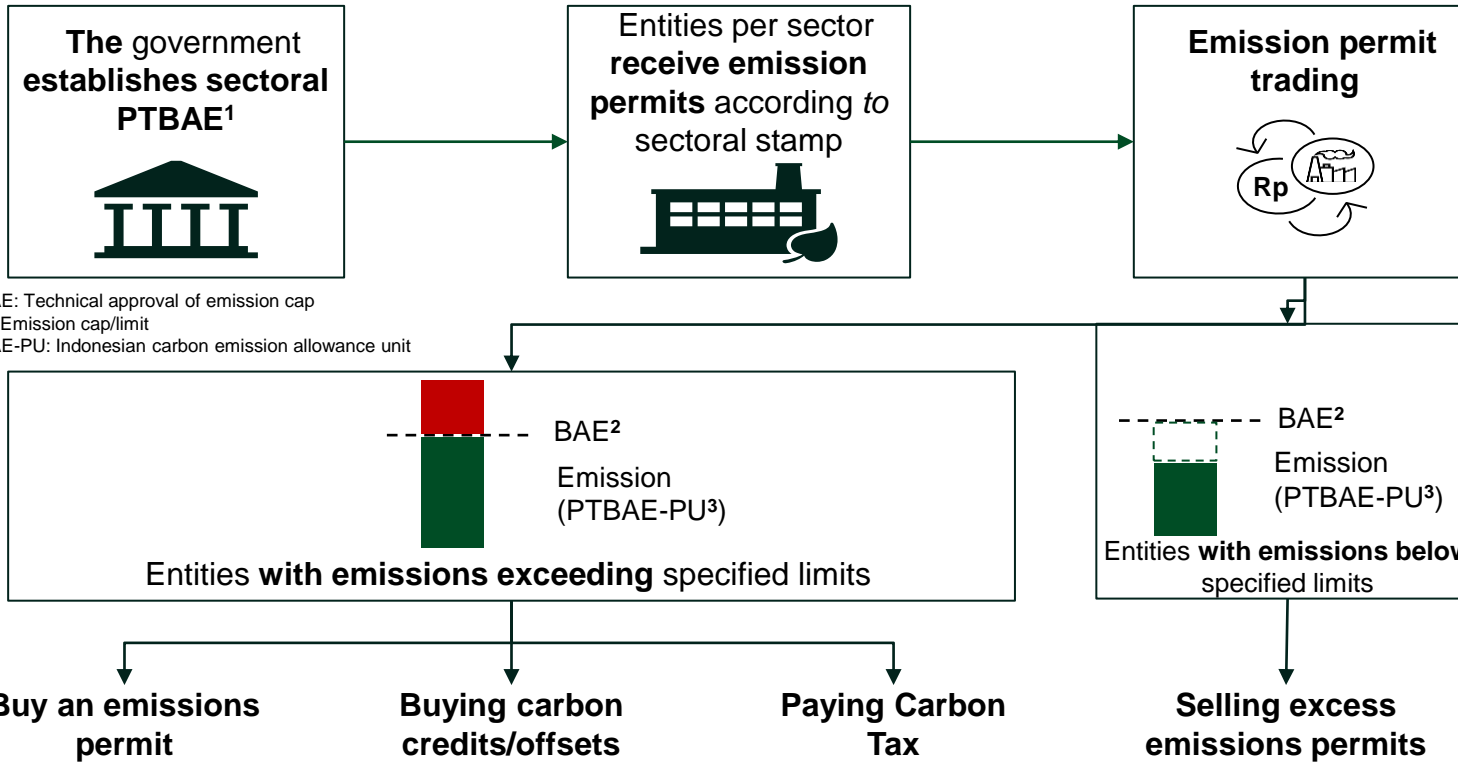 The government
establishes sectoral
PTBAE¹
Entities per sector
receive emission
permits according to
sectoral stamp
Emission permit
trading
Rp
AE: Technical approval of emission cap
Emission cap/limit
AE-PU: Indonesian carbon emission allowance unit
BAE²
Emission
(PTBAE-PU³)
Entities with emissions exceeding specified limits
BAE²
Emission
(PTBAE-PU³)
Entities with emissions below
specified limits
Buy an emissions
permit
Buying carbon
credits/offsets
Paying Carbon
Tax
Selling excess
emissions permits